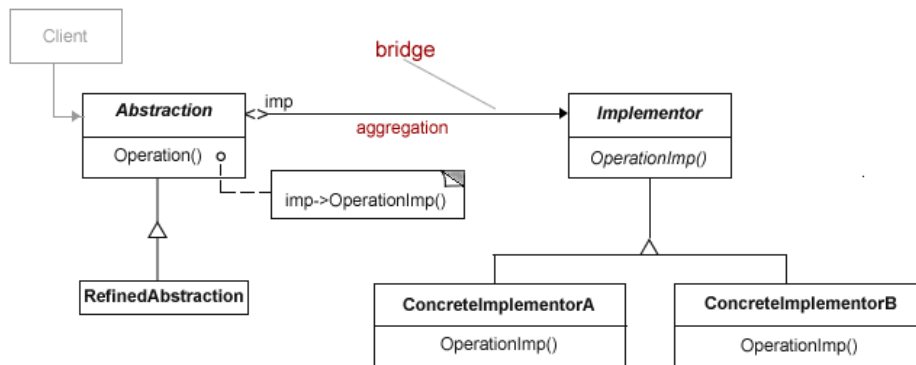 Client
bridge
Abstraction
imp
Implementor
aggregation
Operation()
OperationImp()
imp->OperationImp()
RefinedAbstraction
ConcreteImplementorA
ConcreteImplementorB
OperationImp()
OperationImp()